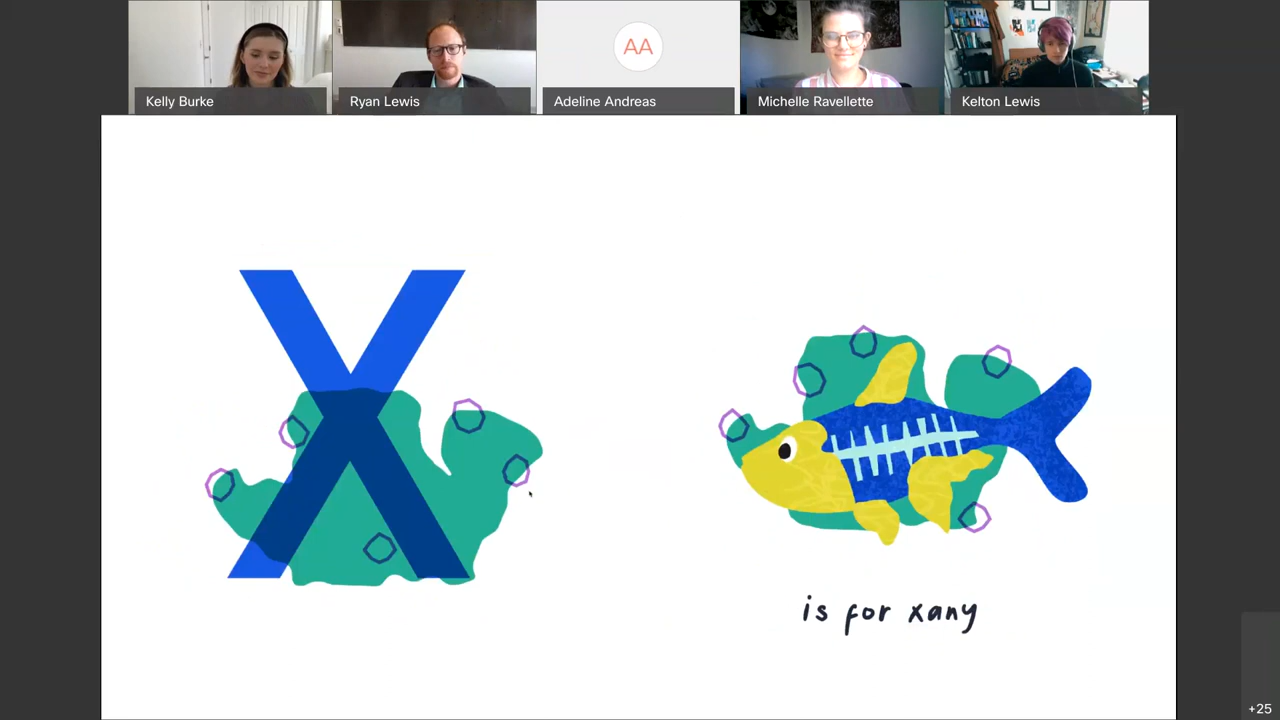 Kelly Burke
Ryan Lewis
AA
Adeline Andreas
Michelle Ravellette
Kelton Lewis
X
is for xany
+25